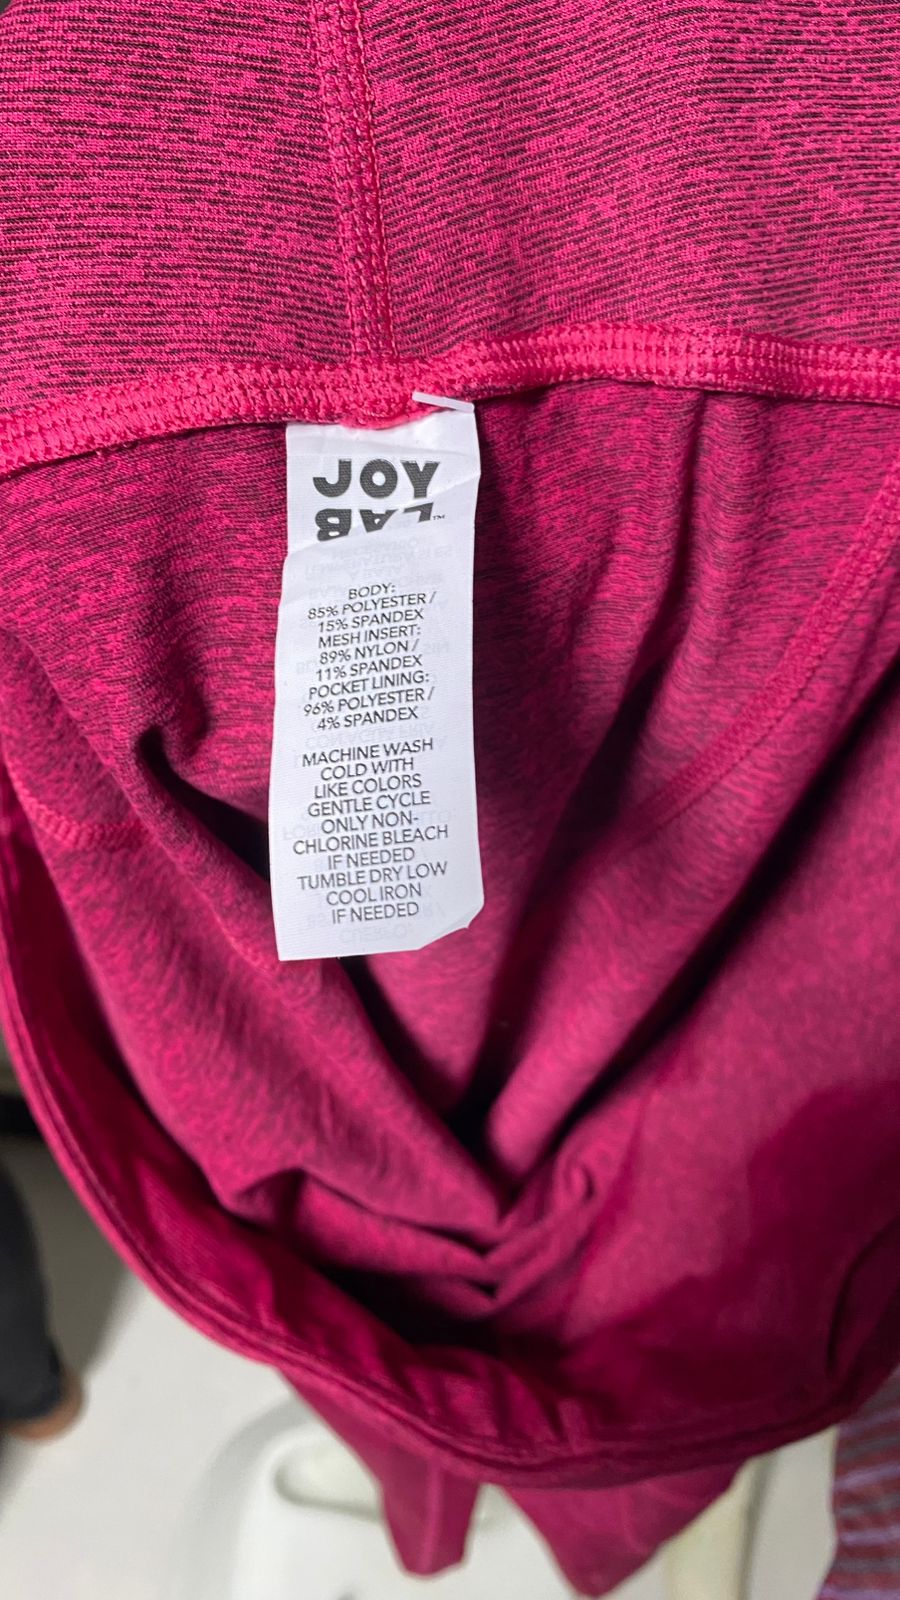 JOY
LAB™
BODY:
85% POLYESTER /
15% SPANDEX
MESH INSERT:
89% NYLON /
11% SPANDEX
POCKET LINING:
96% POLYESTER /
4% SPANDEX
MACHINE WASH
COLD WITH
LIKE COLORS
GENTLE CYCLE
ONLY NON-
CHLORINE BLEACH
IF NEEDED
TUMBLE DRY LOW
COOL IRON
IF NEEDED